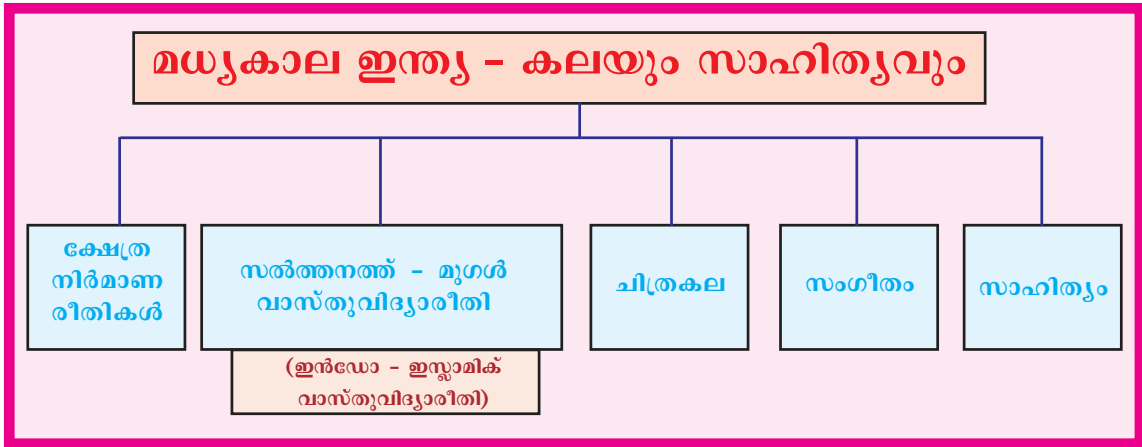 മധ്യകാല ഇന്ത്യ - കലയും സാഹിത്യവും
ക്ഷേത്ര
നിർമാണ
രീതികൾ
സൽത്തനത്ത് - മുഗൾ
വാസ്തുവിദ്യാരീതി
(ഇൻഡോ - ഇസ്ലാമിക്
വാസ്തുവിദ്യാരീതി)
ചിത്രകല
സംഗീതം
സാഹിത്യം